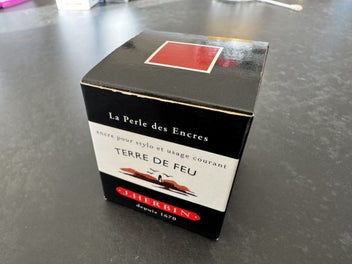 La Perle des Encres
encre pour stylo et usage courant
TERRE DE FEU
J.HERBIN
depuis 1670